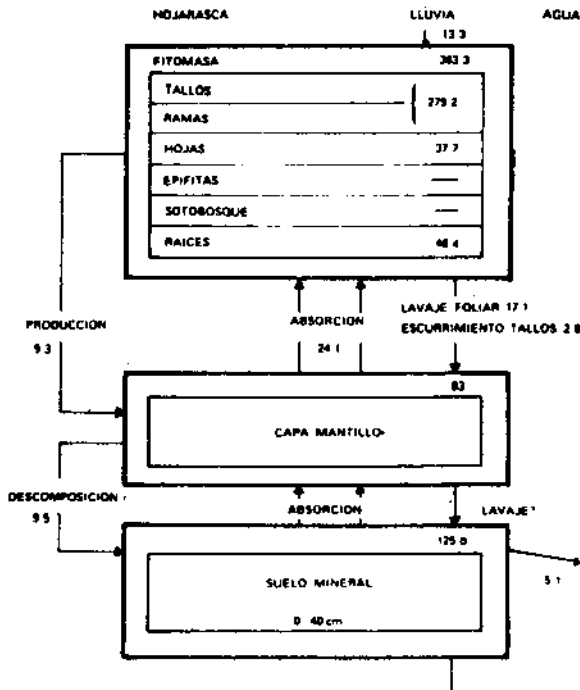 HOJARASCA LLUVIA AGUA
13 3
FITOMASA 363 3
TALLOS
279.2
RAMAS
HOJAS 37.7
EPIFITAS —
SOTOBOSQUE —
RAICES 46 4
PRODUCCIÓN
9 3
ABSORCION
24 1
LAVAJE FOLIAR 17 1
ESCURRIMIENTO TALLOS 2 8
83
CAPA MANTILLO
DESCOMPOSICION
9 5
ABSORCION
LAVAJE
125 0
SUELO MINERAL
0 40 cm
5 1